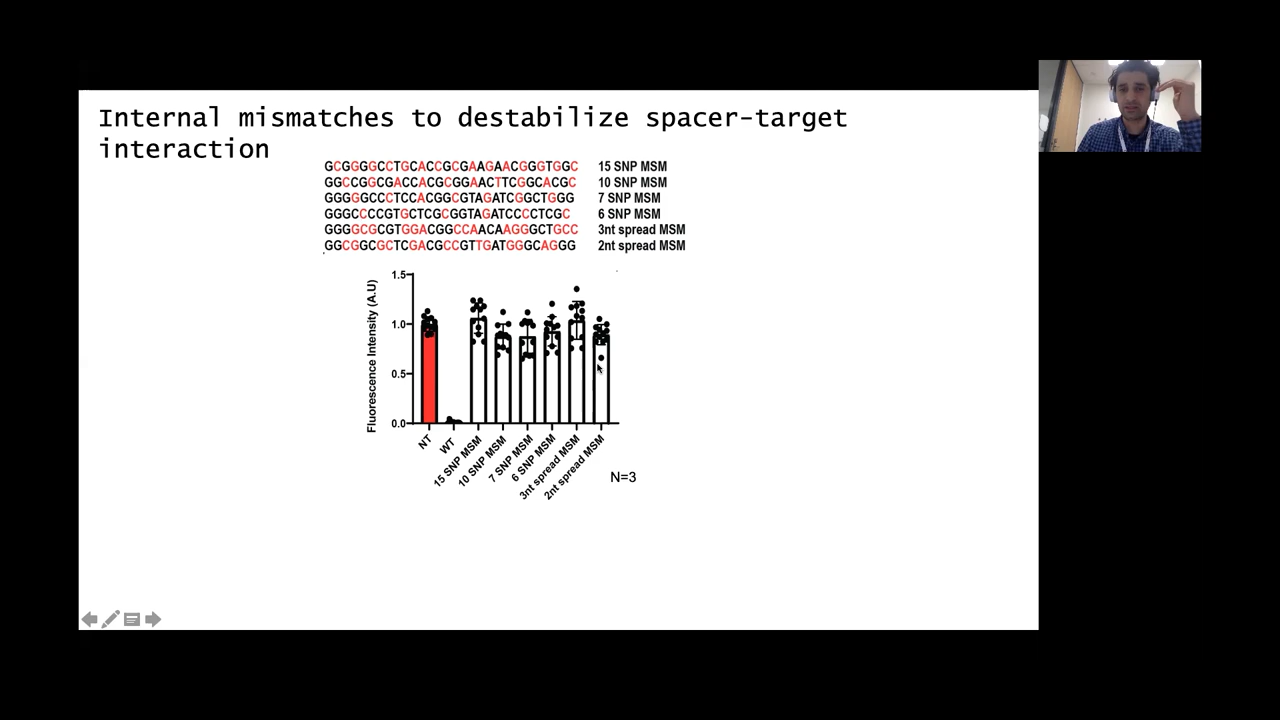 Internal mismatches to destabilize spacer-target
interaction
GCGGGGCCTGCACCGCGAAGAACGGGTGGC 15 SNP MSM
GGCCGGCGACCACGCGGAACTTCGGCACGC 10 SNP MSM
GGGGGCCCTCCACGGCGTAGATCGGCTGGG 7 SNP MSM
GGGCCCCGTGCTCGCGGTAGATCCCCTCGC 6 SNP MSM
GGGGCGCGTGGACGGCCAACAAGGGCTGCC 3nt spread MSM
GGCGGCGCTCGACGCCGTTGATGGGCAGGG 2nt spread MSM
Fluorescence Intensity (A.U)
1.5
1.0
0.5
0.0
NT
WT
15 SNP MSM
10 SNP MSM
7 SNP MSM
6 SNP MSM
3nt spread MSM
2nt spread MSM
N=3